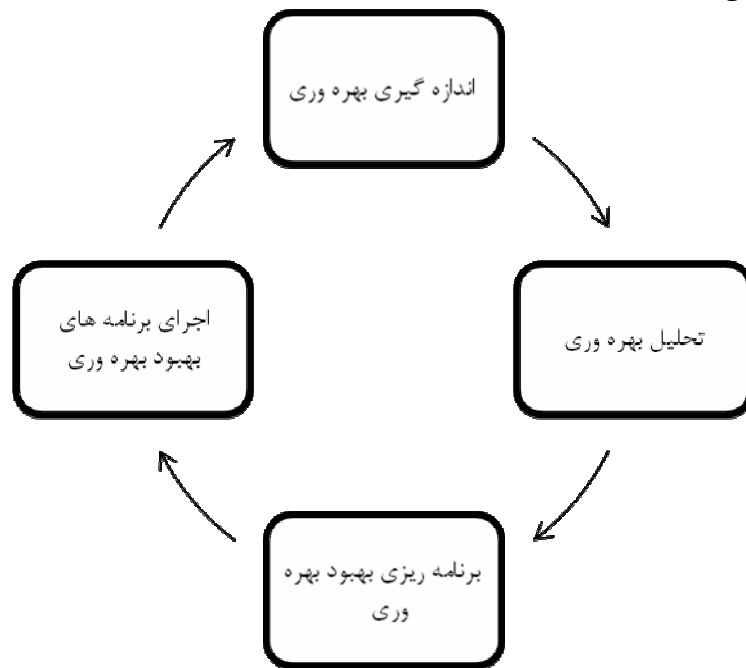 اندازه گیری بهره وری
تحلیل بهره وری
برنامه ریزی بهبود بهره
وری
اجرای برنامه های
بهبود بهره وری